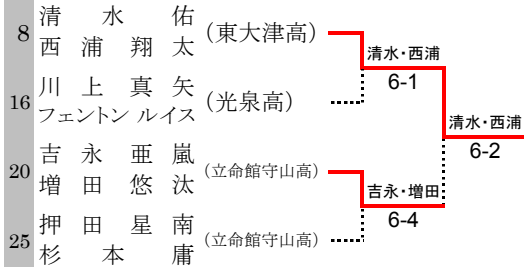 8 清水 佑 (東大津高)
西浦 翔太
清水・西浦
6-1
16 川上 真矢 (光泉高)
フェントン ルイス
清水・西浦
6-2
20 吉永 亜嵐 (立命館守山高)
増田 悠汰
吉永・増田
6-4
25 押田 星南 (立命館守山高)
杉本 庸